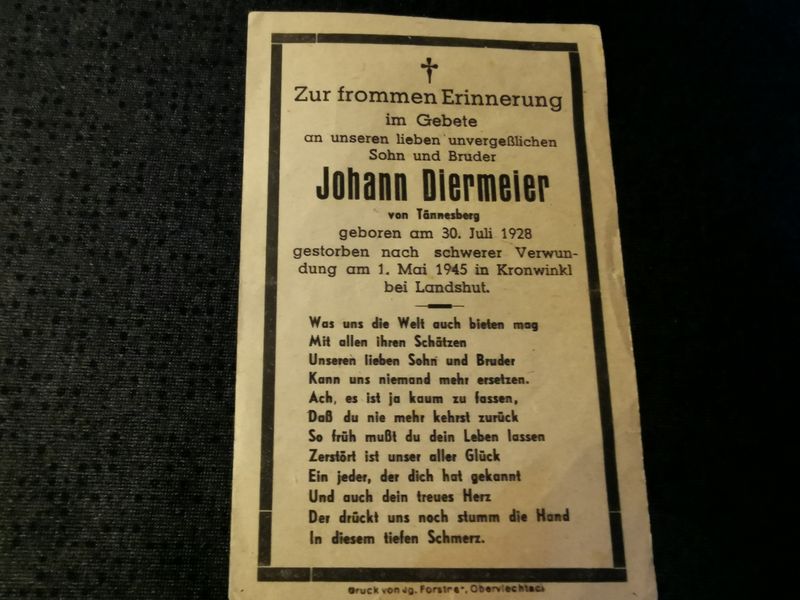 Zur frommen Erinnerung
im Gebete
an unseren lieben unvergeßlichen
Sohn und Bruder
Johann Diermeier
von Tännesberg
geboren am 30. Juli 1928
gestorben nach schwerer Verwun-
dung am 1. Mai 1945 in Kronwinkl
bei Landshut.
Was uns die Welt auch bieten mag
Mit allen ihren Schätzen
Unseren lieben Sohn und Bruder
Kann uns niemand mehr ersetzen.
Ach, es ist ja kaum zu fassen,
Daß du nie mehr kehrst zurück
So früh mußt du dein Leben lassen
Zerstört ist unser aller Glück
Ein jeder, der dich hat gekannt
Und auch dein treues Herz
Der drückt uns noch stumm die Hand
In diesem tiefen Schmerz.
Druck von Jg. Forstner, Oberviechtach